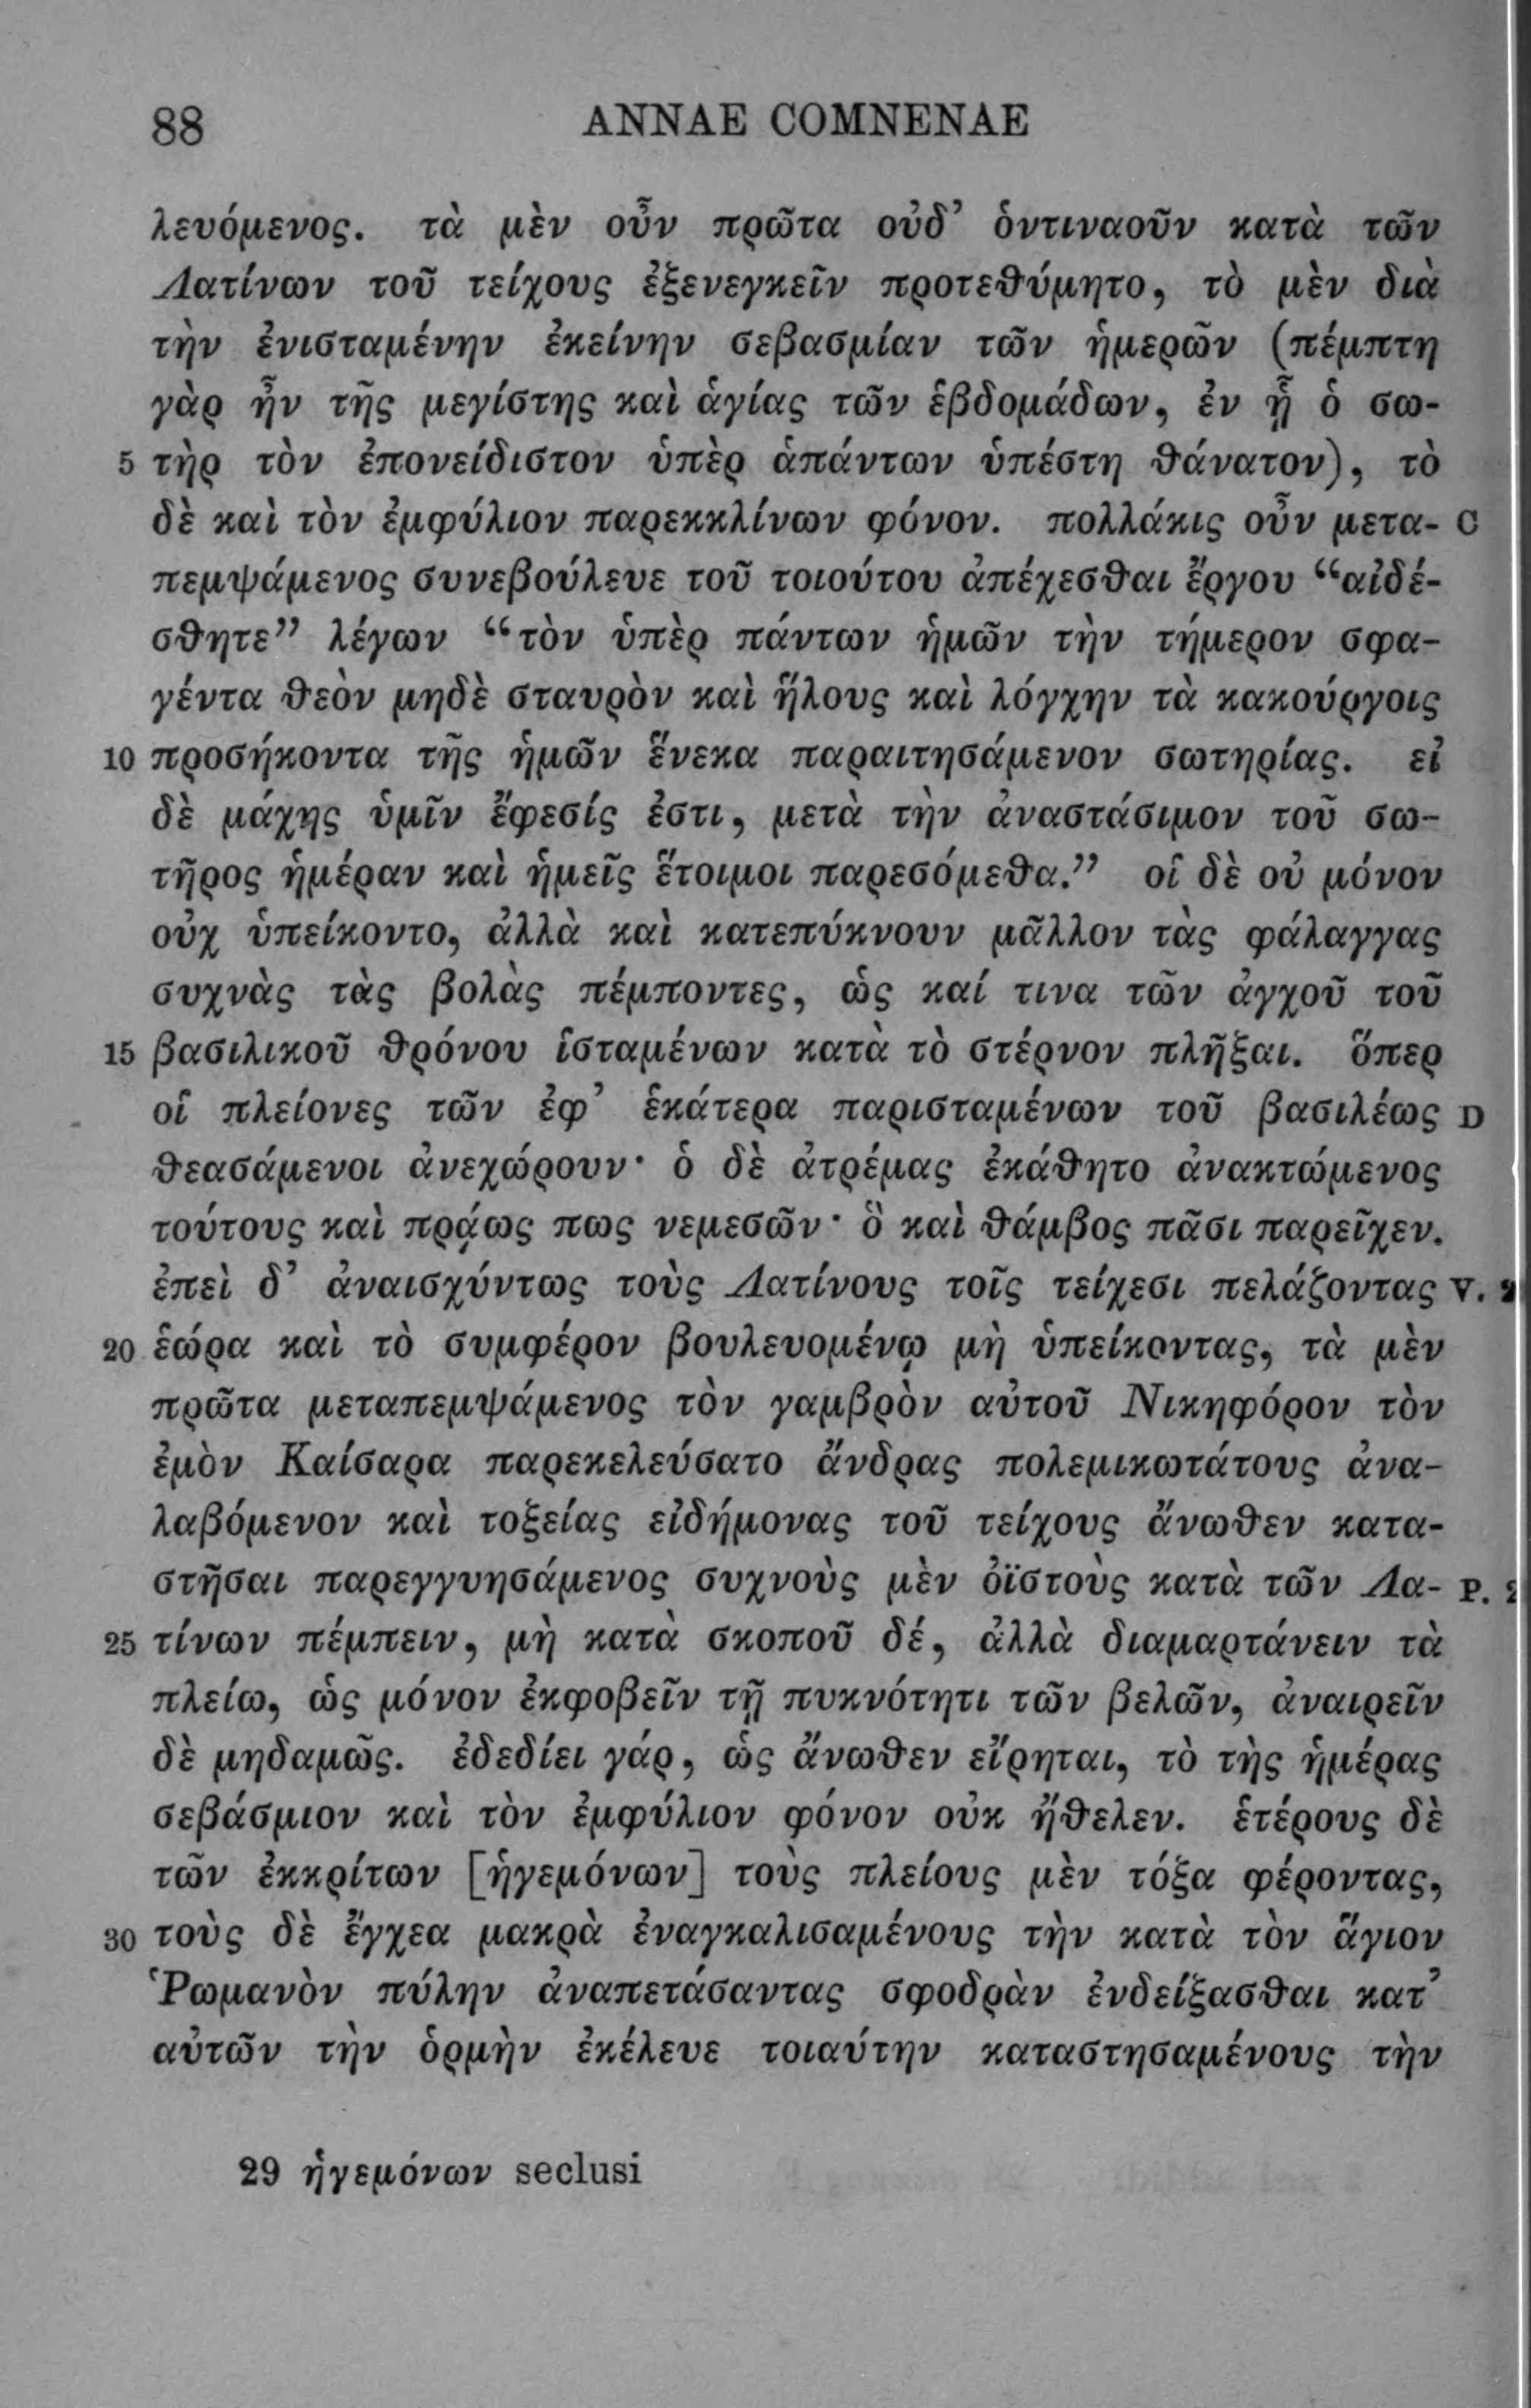 88 ANNAE COMNENAE
λευόμενος. τὰ μὲν οὖν πρῶτα οὐδ’ ὁντιναοῦν κατὰ τῶν
Λατίνων τοῦ τείχους ἐξενεγκεῖν προτεθύμητο, τὸ μὲν διὰ
τὴν ἐνισταμένην ἐκείνην σεβασμίαν τῶν ἡμερῶν (πέμπτη
γὰρ ἦν τῆς μεγίστης καὶ ἁγίας τῶν ἑβδομάδων, ἐν ᾗ ὁ σω-
5 τὴρ τὸν ἐπονείδιστον ὑπὲρ ἁπάντων ὑπέστη θάνατον), τὸ
δὲ καὶ τὸν ἐμφύλιον παρεκκλίνων φόνον. πολλάκις οὖν μετα- C
πεμψάμενος συνεβούλευε τοῦ τοιούτου ἀπέχεσθαι ἔργου “αἰδέ-
σθητε” λέγων “τὸν ὑπὲρ πάντων ἡμῶν τὴν τήμερον σφα-
γέντα θεὸν μηδὲ σταυρὸν καὶ ἥλους καὶ λόγχην τὰ κακούργοις
10 προσήκοντα τῆς ἡμῶν ἕνεκα παραιτησάμενον σωτηρίας. εἰ
δὲ μάχης ὑμῖν ἔφεσίς ἐστι, μετὰ τὴν ἀναστάσιμον τοῦ σω-
τῆρος ἡμέραν καὶ ἡμεῖς ἕτοιμοι παρεσόμεθα.” οἱ δὲ οὐ μόνον
οὐχ ὑπείκοντο, ἀλλὰ καὶ κατεπύκνουν μᾶλλον τὰς φάλαγγας
συχνὰς τὰς βολὰς πέμποντες, ὡς καί τινα τῶν ἀγχοῦ τοῦ
15 βασιλικοῦ θρόνου ἱσταμένων κατὰ τὸ στέρνον πλῆξαι. ὅπερ
οἱ πλείονες τῶν ἐφ’ ἑκάτερα παρισταμένων τοῦ βασιλέως D
θεασάμενοι ἀνεχώρουν· ὁ δὲ ἀτρέμας ἐκάθητο ἀνακτώμενος
τούτους καὶ πρᾴως πως νεμεσῶν· ὃ καὶ θάμβος πᾶσι παρεῖχεν.
ἐπεὶ δ’ ἀναισχύντως τοὺς Λατίνους τοῖς τείχεσι πελάζοντας V.
20 ἑώρα καὶ τὸ συμφέρον βουλευομένῳ μὴ ὑπείκοντας, τὰ μὲν
πρῶτα μεταπεμψάμενος τὸν γαμβρὸν αὐτοῦ Νικηφόρον τὸν
ἐμὸν Καίσαρα παρεκελεύσατο ἄνδρας πολεμικωτάτους ἀνα-
λαβόμενον καὶ τοξείας εἰδήμονας τοῦ τείχους ἄνωθεν κατα-
στῆσαι παρεγγυησάμενος συχνοὺς μὲν ὀϊστοὺς κατὰ τῶν Λα- P.
25 τίνων πέμπειν, μὴ κατὰ σκοποῦ δέ, ἀλλὰ διαμαρτάνειν τὰ
πλείω, ὡς μόνον ἐκφοβεῖν τῇ πυκνότητι τῶν βελῶν, ἀναιρεῖν
δὲ μηδαμῶς. ἐδεδίει γάρ, ὡς ἄνωθεν εἴρηται, τὸ τὴς ἡμέρας
σεβάσμιον καὶ τὸν ἐμφύλιον φόνον οὐκ ἤθελεν. ἑτέρους δὲ
τῶν ἐκκρίτων [ἡγεμόνων] τοὺς πλείους μὲν τόξα φέροντας,
30 τοὺς δὲ ἔγχεα μακρὰ ἐναγκαλισαμένους τὴν κατὰ τὸν ἅγιον
Ῥωμανὸν πύλην ἀναπετάσαντας σφοδρὰν ἐνδείξασθαι κατ’
αὐτῶν τὴν ὁρμὴν ἐκέλευε τοιαύτην καταστησαμένους τὴν
29 ἡγεμόνων seclusi